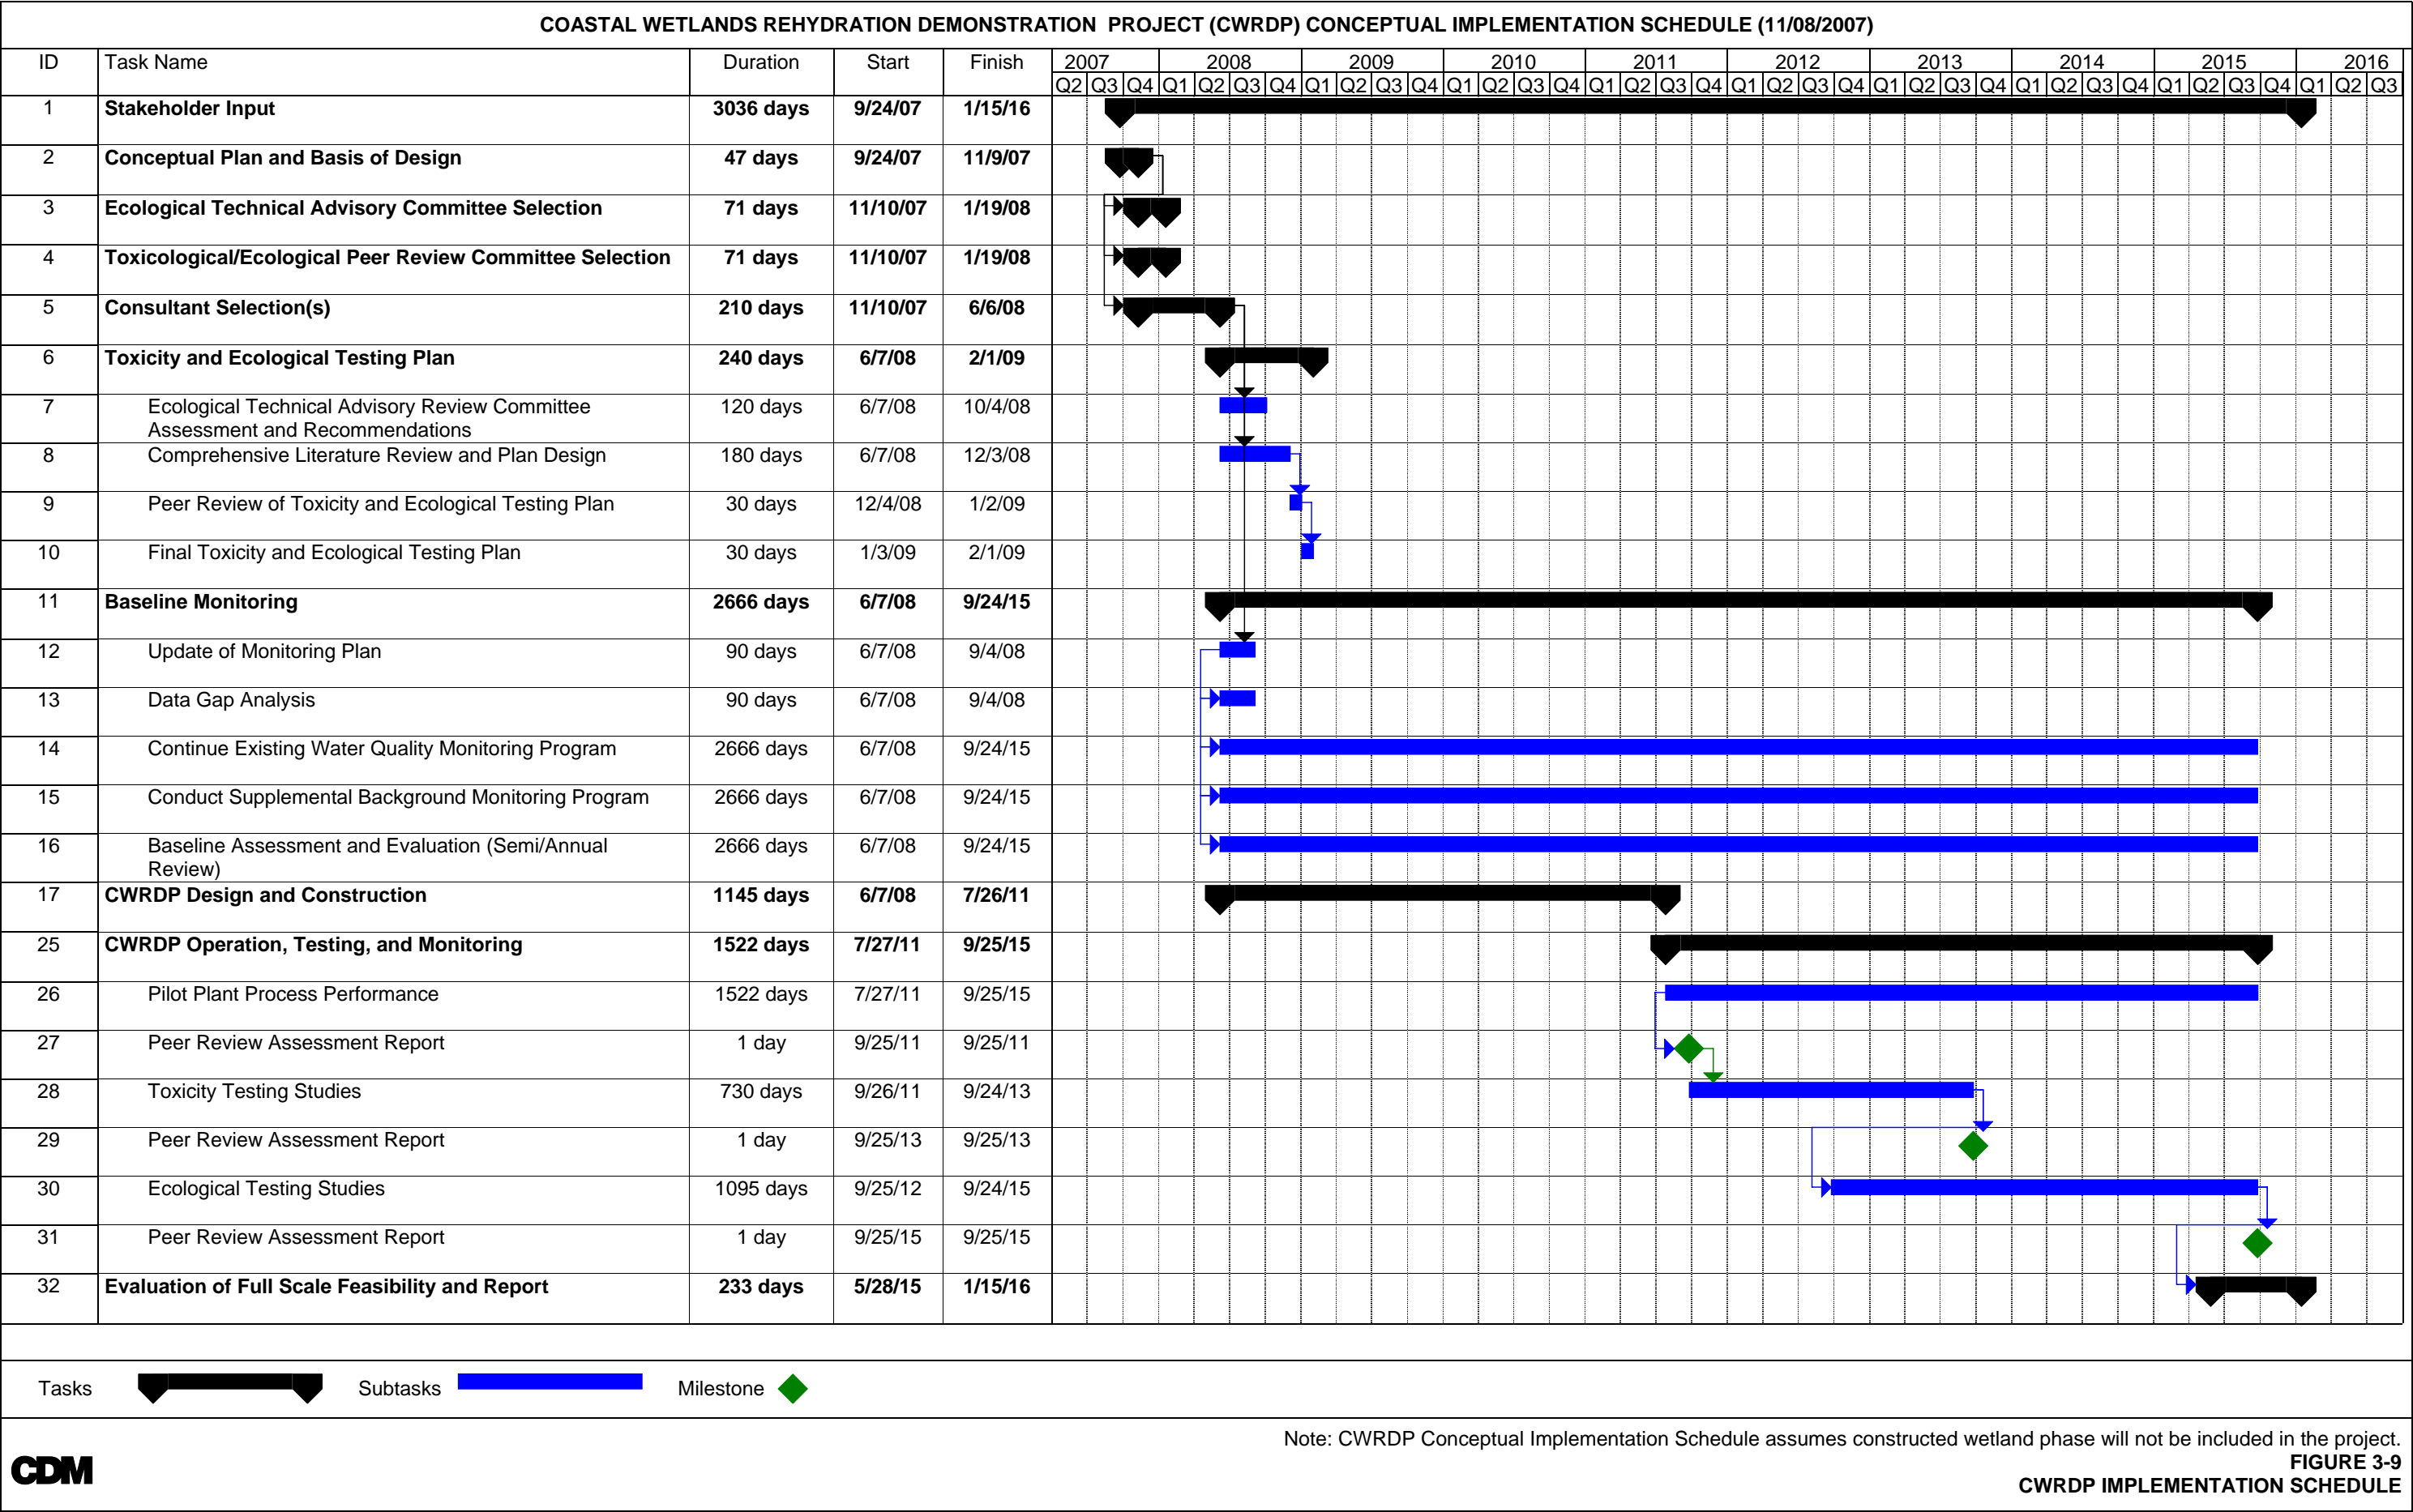 COASTAL WETLANDS REHYDRATION DEMONSTRATION PROJECT (CWRDP) CONCEPTUAL IMPLEMENTATION SCHEDULE (11/08/2007)
ID Task Name Duration Start Finish 2007 2008 2009 2010 2011 2012 2013 2014 2015 2016
Q2 Q3 Q4 Q1 Q2 Q3 Q4 Q1 Q2 Q3 Q4 Q1 Q2 Q3 Q4 Q1 Q2 Q3 Q4 Q1 Q2 Q3 Q4 Q1 Q2 Q3 Q4 Q1 Q2 Q3 Q4 Q1 Q2 Q3 Q4 Q1 Q2 Q3
1 Stakeholder Input 3036 days 9/24/07 1/15/16
2 Conceptual Plan and Basis of Design 47 days 9/24/07 11/9/07
3 Ecological Technical Advisory Committee Selection 71 days 11/10/07 1/19/08
4 Toxicological/Ecological Peer Review Committee Selection 71 days 11/10/07 1/19/08
5 Consultant Selection(s) 210 days 11/10/07 6/6/08
6 Toxicity and Ecological Testing Plan 240 days 6/7/08 2/1/09
7 Ecological Technical Advisory Review Committee 120 days 6/7/08 10/4/08
Assessment and Recommendations
8 Comprehensive Literature Review and Plan Design 180 days 6/7/08 12/3/08
9 Peer Review of Toxicity and Ecological Testing Plan 30 days 12/4/08 1/2/09
10 Final Toxicity and Ecological Testing Plan 30 days 1/3/09 2/1/09
11 Baseline Monitoring 2666 days 6/7/08 9/24/15
12 Update of Monitoring Plan 90 days 6/7/08 9/4/08
13 Data Gap Analysis 90 days 6/7/08 9/4/08
14 Continue Existing Water Quality Monitoring Program 2666 days 6/7/08 9/24/15
15 Conduct Supplemental Background Monitoring Program 2666 days 6/7/08 9/24/15
16 Baseline Assessment and Evaluation (Semi/Annual 2666 days 6/7/08 9/24/15
Review)
17 CWRDP Design and Construction 1145 days 6/7/08 7/26/11
25 CWRDP Operation, Testing, and Monitoring 1522 days 7/27/11 9/25/15
26 Pilot Plant Process Performance 1522 days 7/27/11 9/25/15
27 Peer Review Assessment Report 1 day 9/25/11 9/25/11
28 Toxicity Testing Studies 730 days 9/26/11 9/24/13
29 Peer Review Assessment Report 1 day 9/25/13 9/25/13
30 Ecological Testing Studies 1095 days 9/25/12 9/24/15
31 Peer Review Assessment Report 1 day 9/25/15 9/25/15
32 Evaluation of Full Scale Feasibility and Report 233 days 5/28/15 1/15/16
Tasks Subtasks Milestone
Note: CWRDP Conceptual Implementation Schedule assumes constructed wetland phase will not be included in the project.
FIGURE 3-9
CDM
CWRDP IMPLEMENTATION SCHEDULE